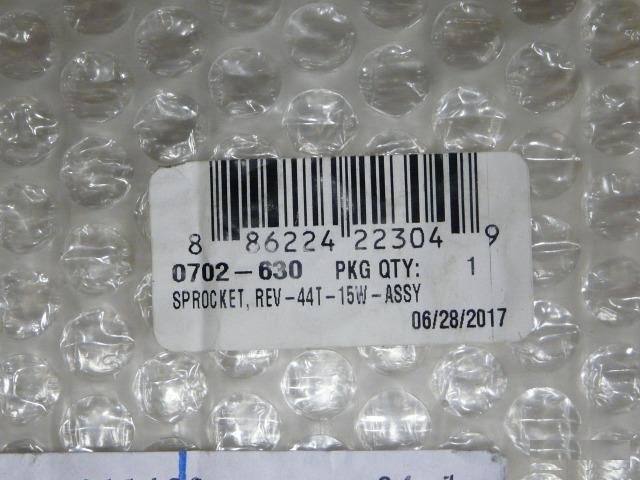 8 86224 22304 9
0702-630 PKG QTY: 1
SPROCKET, REV-44T-15W-ASSY
06/28/2017